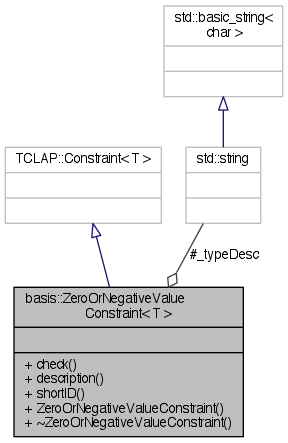 std::basic_string<
char >
TCLAP::Constraint< T >
std::string
#_typeDesc
basis::ZeroOrNegativeValue
Constraint< T >
+ check()
+ description()
+ shortID()
+ ZeroOrNegativeValueConstraint()
+ ~ZeroOrNegativeValueConstraint()